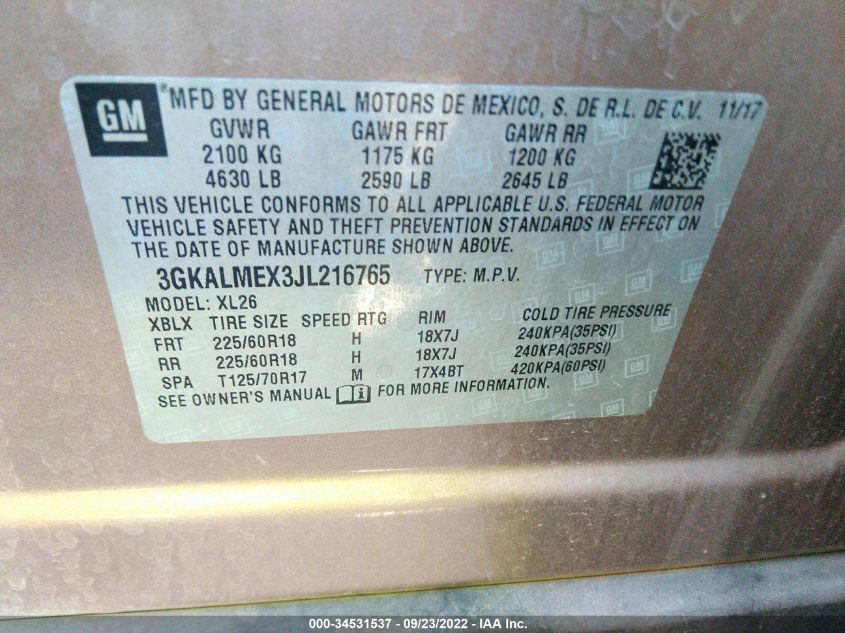 GM
® MFD BY GENERAL MOTORS DE MEXICO, S. DE R.L. DE C.V. 11/17
GVWR GAWR FRT GAWR RR
2100 KG 1175 KG 1200 KG
4630 LB 2590 LB 2645 LB
THIS VEHICLE CONFORMS TO ALL APPLICABLE U.S. FEDERAL MOTOR
VEHICLE SAFETY AND THEFT PREVENTION STANDARDS IN EFFECT ON
THE DATE OF MANUFACTURE SHOWN ABOVE.
3GKALMEX3JL216765 TYPE: M.P.V.
MODEL: XL26
XBLX TIRE SIZE SPEED RTG RIM COLD TIRE PRESSURE
FRT 225/60R18 H 18X7J 240KPA(35PSI)
RR 225/60R18 H 18X7J 240KPA(35PSI)
SPA T125/70R17 M 17X4BT 420KPA(60PSI)
SEE OWNER'S MANUAL FOR MORE INFORMATION.
000-34531537 - 09/23/2022 - IAA Inc.